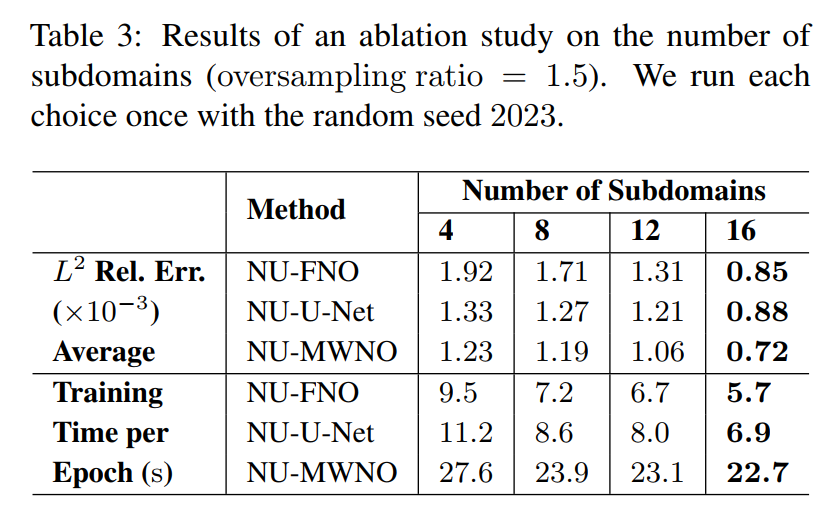 Table 3: Results of an ablation study on the number of
subdomains (oversampling ratio = 1.5). We run each
choice once with the random seed 2023.
Method Number of Subdomains
4 8 12 16
L² Rel. Err. NU-FNO 1.92 1.71 1.31 0.85
(×10⁻³) NU-U-Net 1.33 1.27 1.21 0.88
Average NU-MWNO 1.23 1.19 1.06 0.72
Training NU-FNO 9.5 7.2 6.7 5.7
Time per NU-U-Net 11.2 8.6 8.0 6.9
Epoch (s) NU-MWNO 27.6 23.9 23.1 22.7